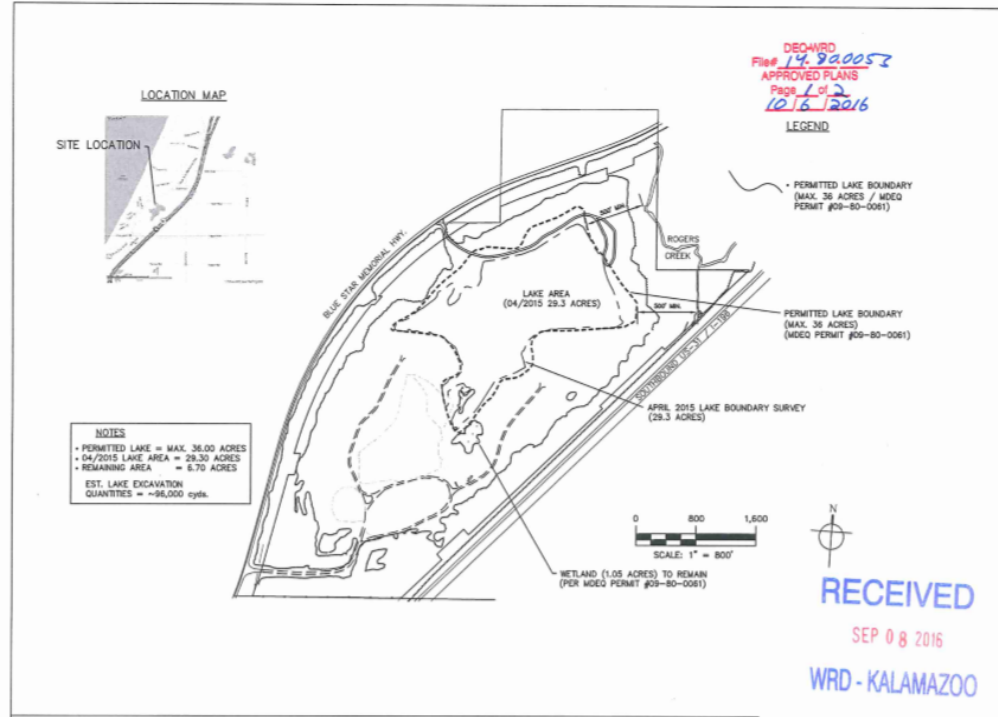 DEQ-WRD
File# 14-80-0053
APPROVED PLANS
Page 1 of 2
10/6/2016
LOCATION MAP
SITE LOCATION
LEGEND
- PERMITTED LAKE BOUNDARY
(MAX. 36 ACRES / MDEQ
PERMIT #09-80-0061)
BLUE STAR MEMORIAL HWY.
300' MIN.
ROGERS
CREEK
LAKE AREA
(04/2015 29.3 ACRES)
300' MIN.
PERMITTED LAKE BOUNDARY
(MAX. 36 ACRES)
(MDEQ PERMIT #09-80-0061)
SOUTHBOUND US-31 / I-196
APRIL 2015 LAKE BOUNDARY SURVEY
(29.3 ACRES)
NOTES
• PERMITTED LAKE = MAX. 36.00 ACRES
• 04/2015 LAKE AREA = 29.30 ACRES
• REMAINING AREA = 6.70 ACRES
EST. LAKE EXCAVATION
QUANTITIES = ~96,000 cyds.
0 800 1,600
SCALE: 1" = 800'
N
WETLAND (1.05 ACRES) TO REMAIN
(PER MDEQ PERMIT #09-80-0061)
RECEIVED
SEP 08 2016
WRD - KALAMAZOO